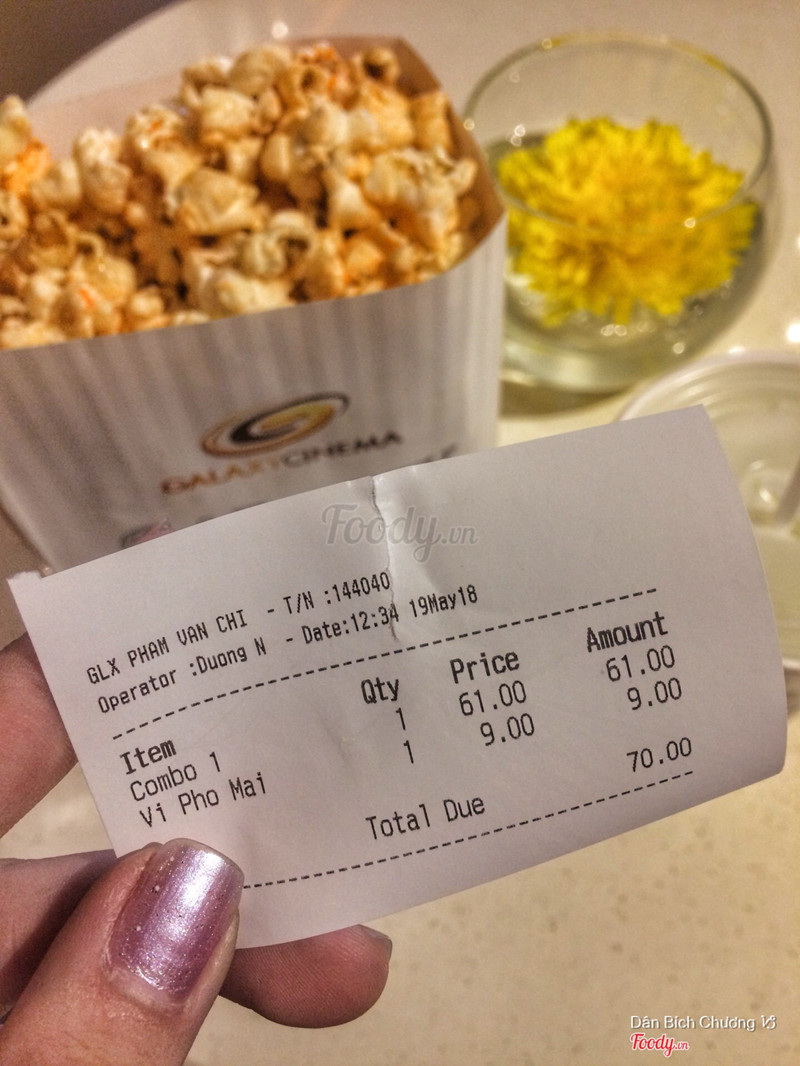 GALAXYCINEMA
Foody.vn
GLX PHAM VAN CHI - T/N :144040
Operator :Duong N - Date:12:34 19May18
Item Qty Price Amount
Combo 1 1 61.00 61.00
Vi Pho Mai 1 9.00 9.00
Total Due 70.00
Dân Bích Chương
Foody.vn